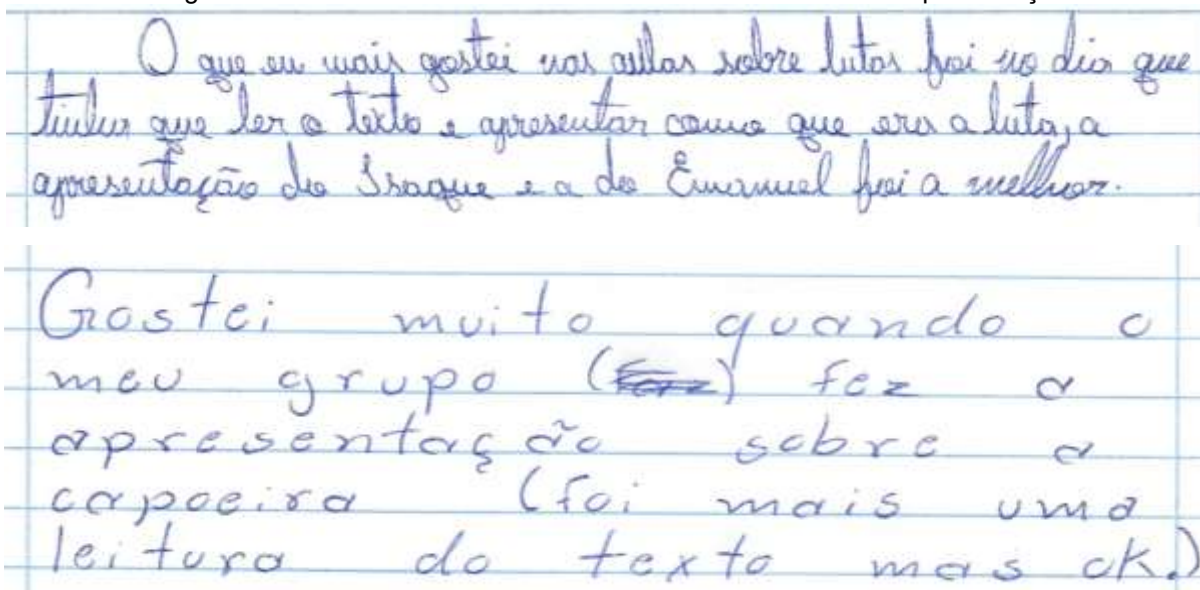 O que eu mais gostei nas aulas sobre lutas foi no dia que
tinha que ler o texto e apresentar como que era a luta, a
apresentação do Isaque e a do Emanuel foi a melhor.
Gostei muito quando o
meu grupo () fez a
apresentação sobre a
capoeira (foi mais uma
leitura do texto mas ok.)